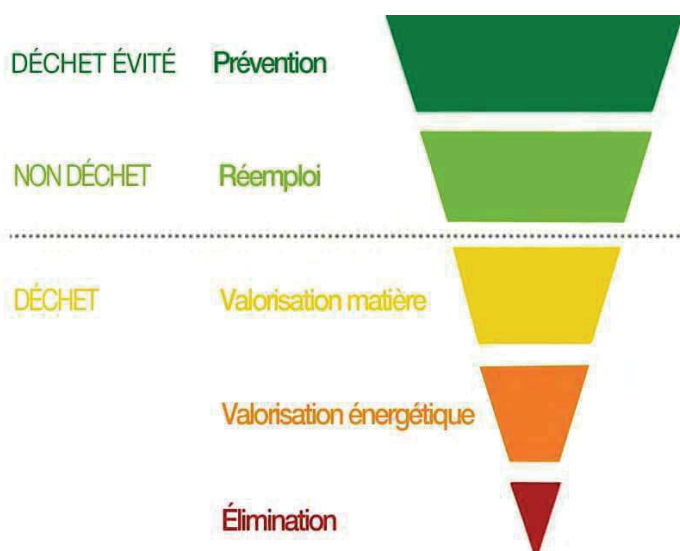 DÉCHET ÉVITÉ Prévention
NON DÉCHET Réemploi
DÉCHET Valorisation matière
Valorisation énergétique
Élimination